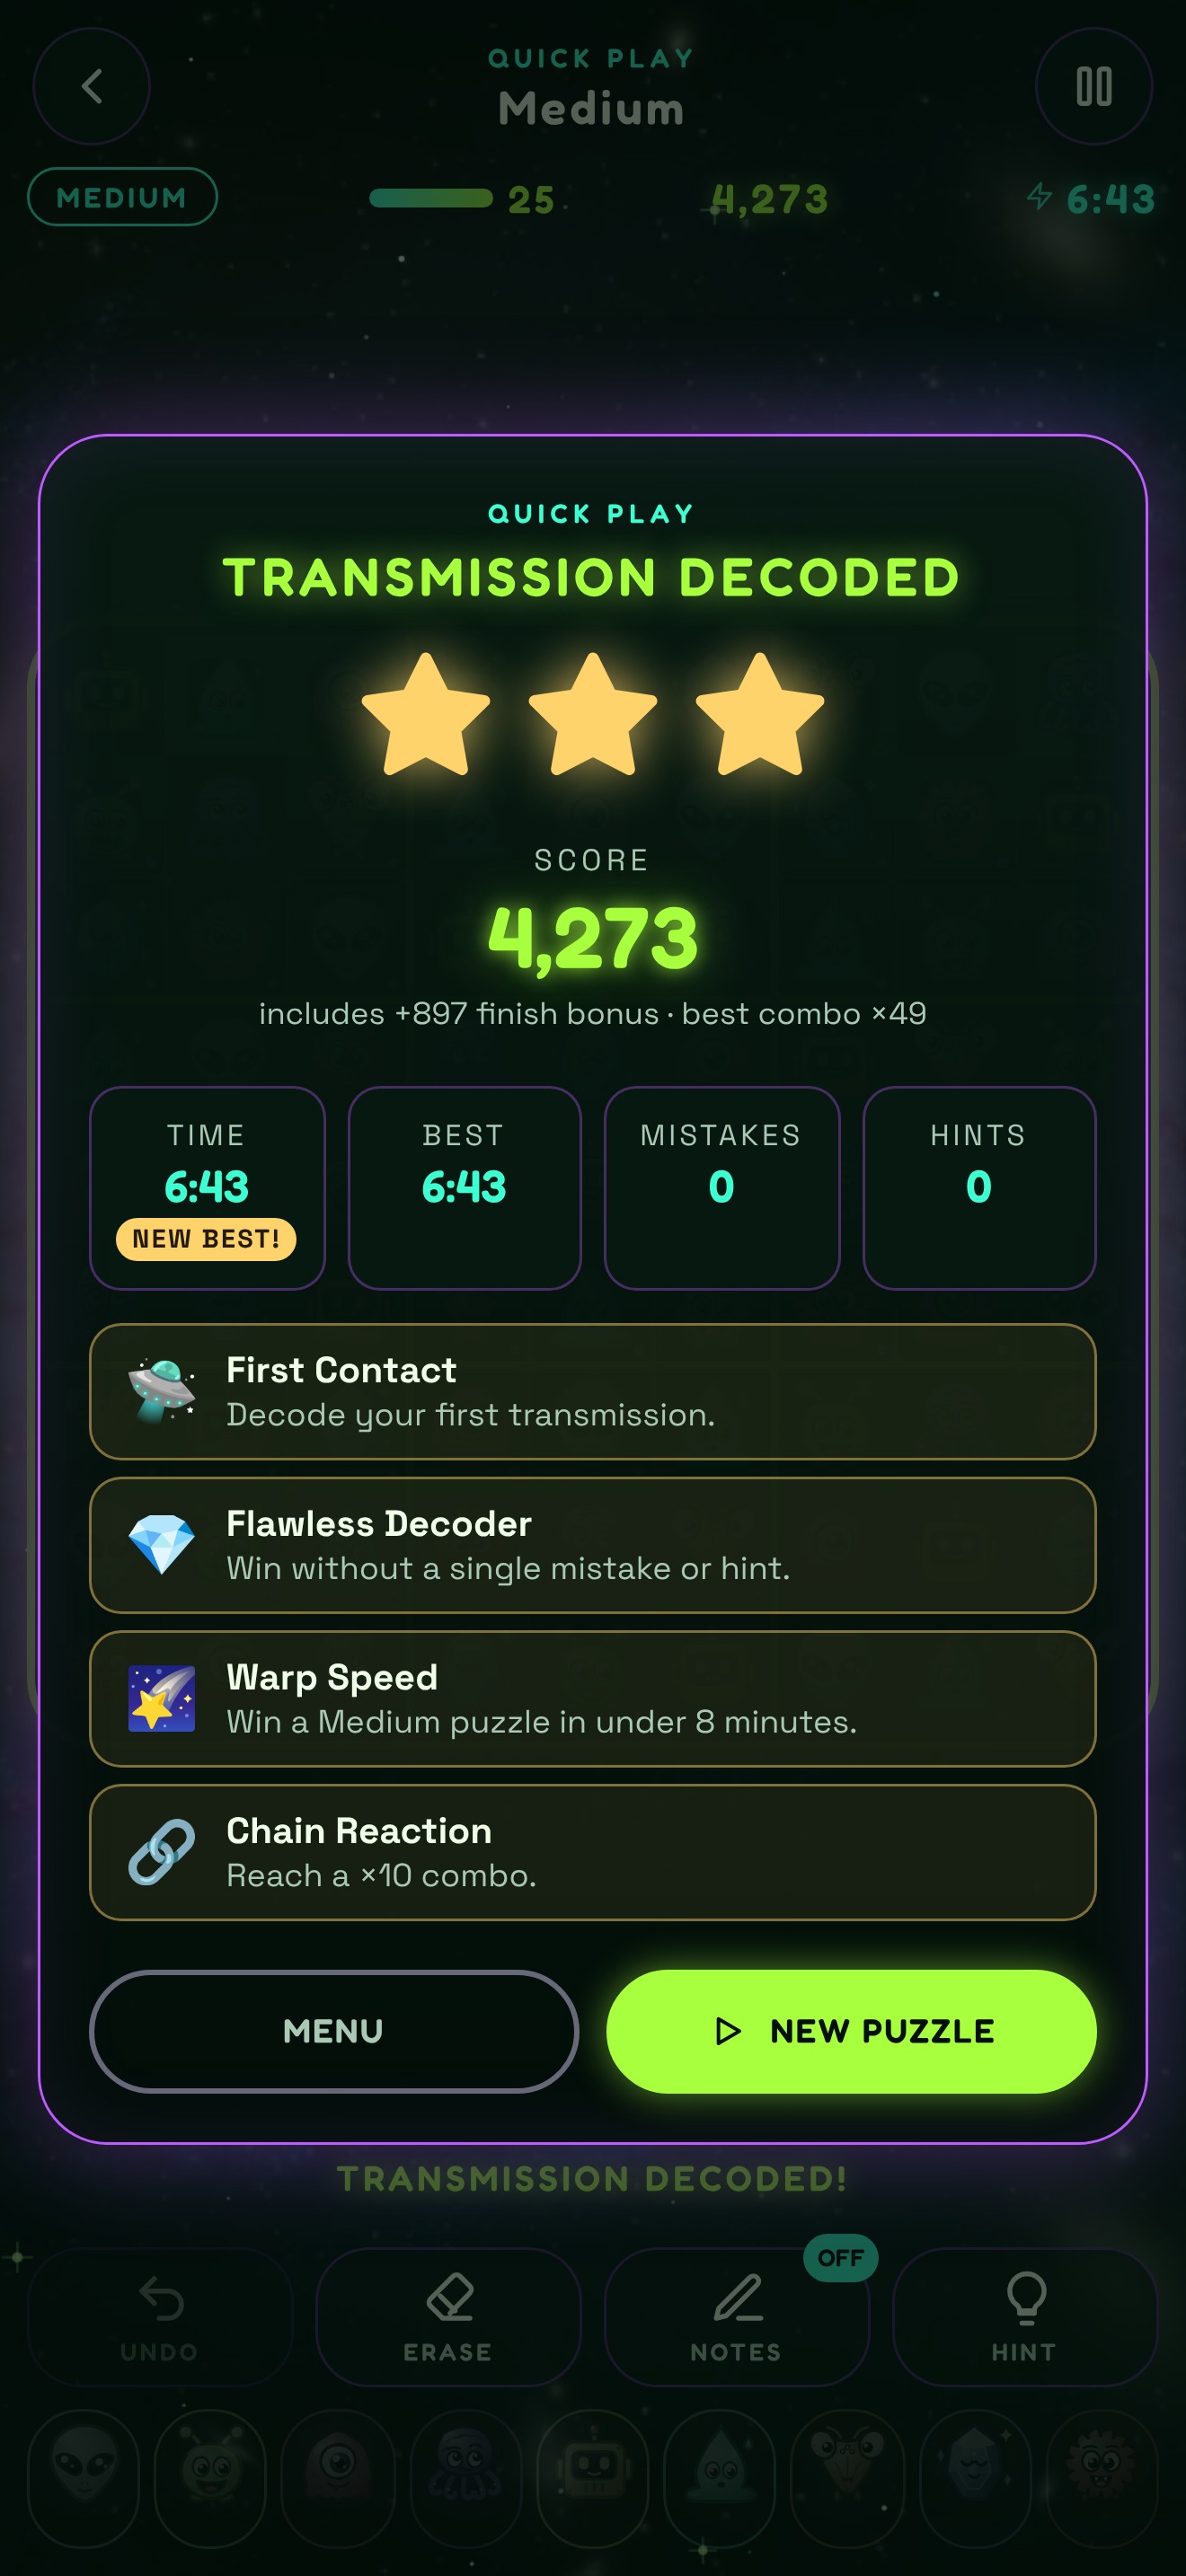 QUICK PLAY
Medium
MEDIUM
25
4,273
6:43
QUICK PLAY
TRANSMISSION DECODED
SCORE
4,273
includes +897 finish bonus · best combo ×49
TIME
6:43
NEW BEST!
BEST
6:43
MISTAKES
0
HINTS
0
First Contact
Decode your first transmission.
Flawless Decoder
Win without a single mistake or hint.
Warp Speed
Win a Medium puzzle in under 8 minutes.
Chain Reaction
Reach a ×10 combo.
MENU
NEW PUZZLE
TRANSMISSION DECODED!
UNDO
ERASE
OFF
NOTES
HINT